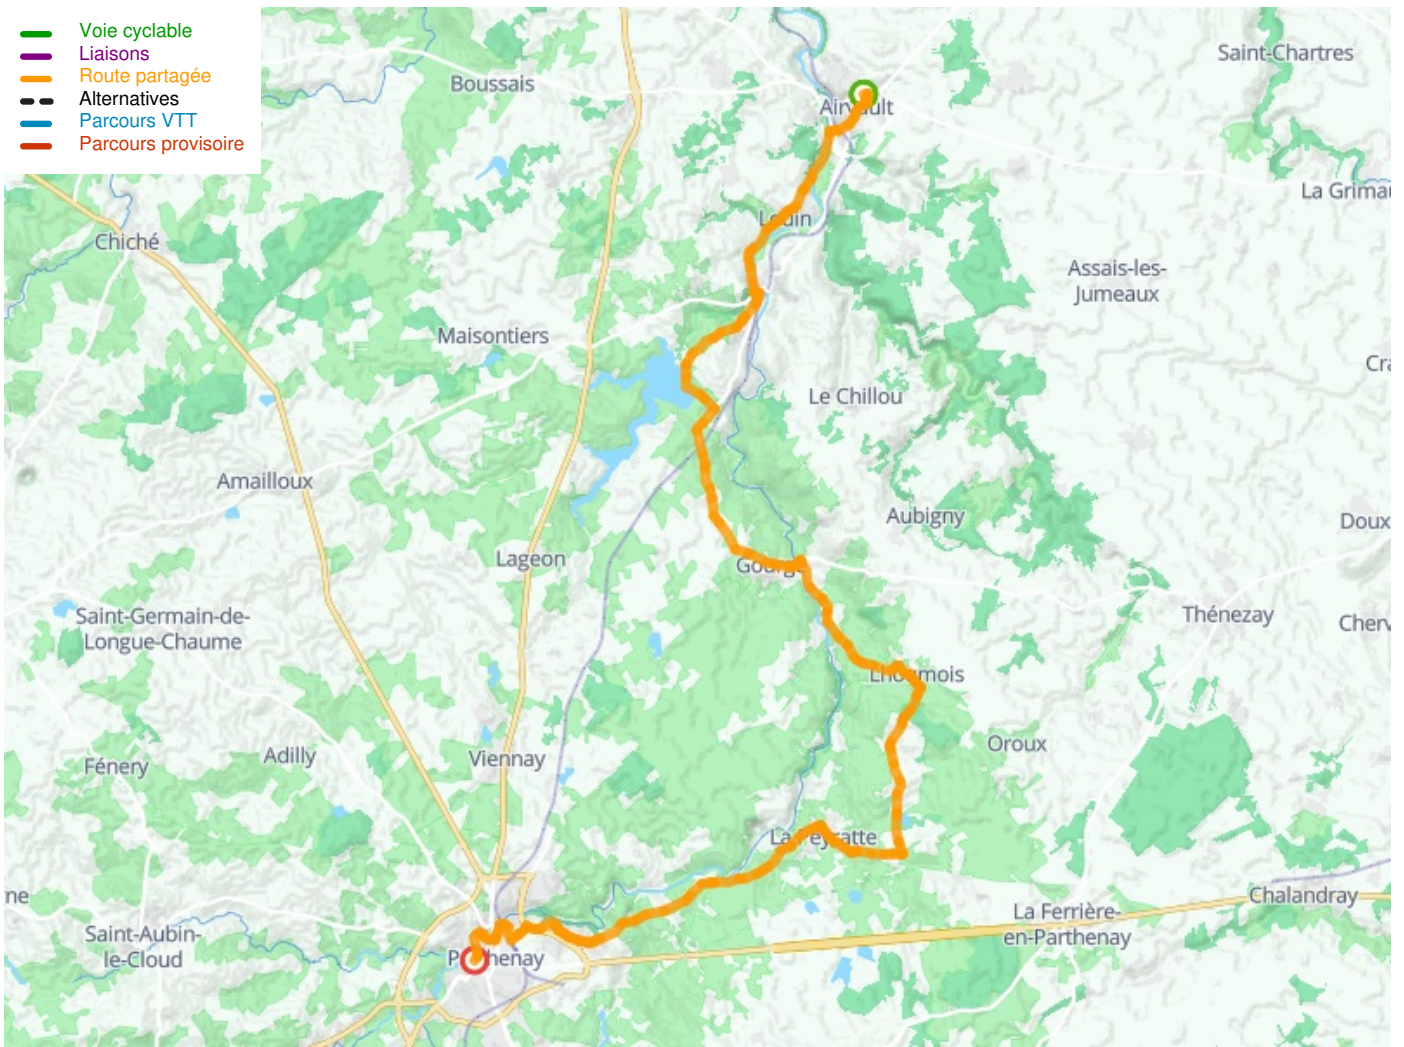 Voie cyclable
Liaisons
Route partagée
Alternatives
Parcours VTT
Parcours provisoire
Saint-Chartres
Boussais
La Grimau
Chiché
Assais-les-
Jumeaux
Maisontiers
Le Chillou
Amailloux
Aubigny
Doux
Lageon
Saint-Germain-de-
Longue-Chaume
Thénezay
Oroux
Viennay
Adilly
Fénery
Chalandray
La Ferrière-
en-Parthenay
Saint-Aubin-
le-Cloud
ne